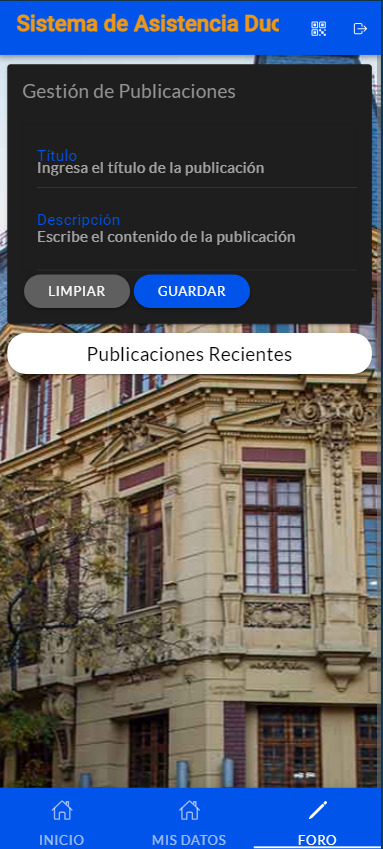 Sistema de Asistencia Duc
Gestión de Publicaciones
Título
Ingresa el título de la publicación
Descripción
Escribe el contenido de la publicación
LIMPIAR GUARDAR
Publicaciones Recientes
INICIO MIS DATOS FORO